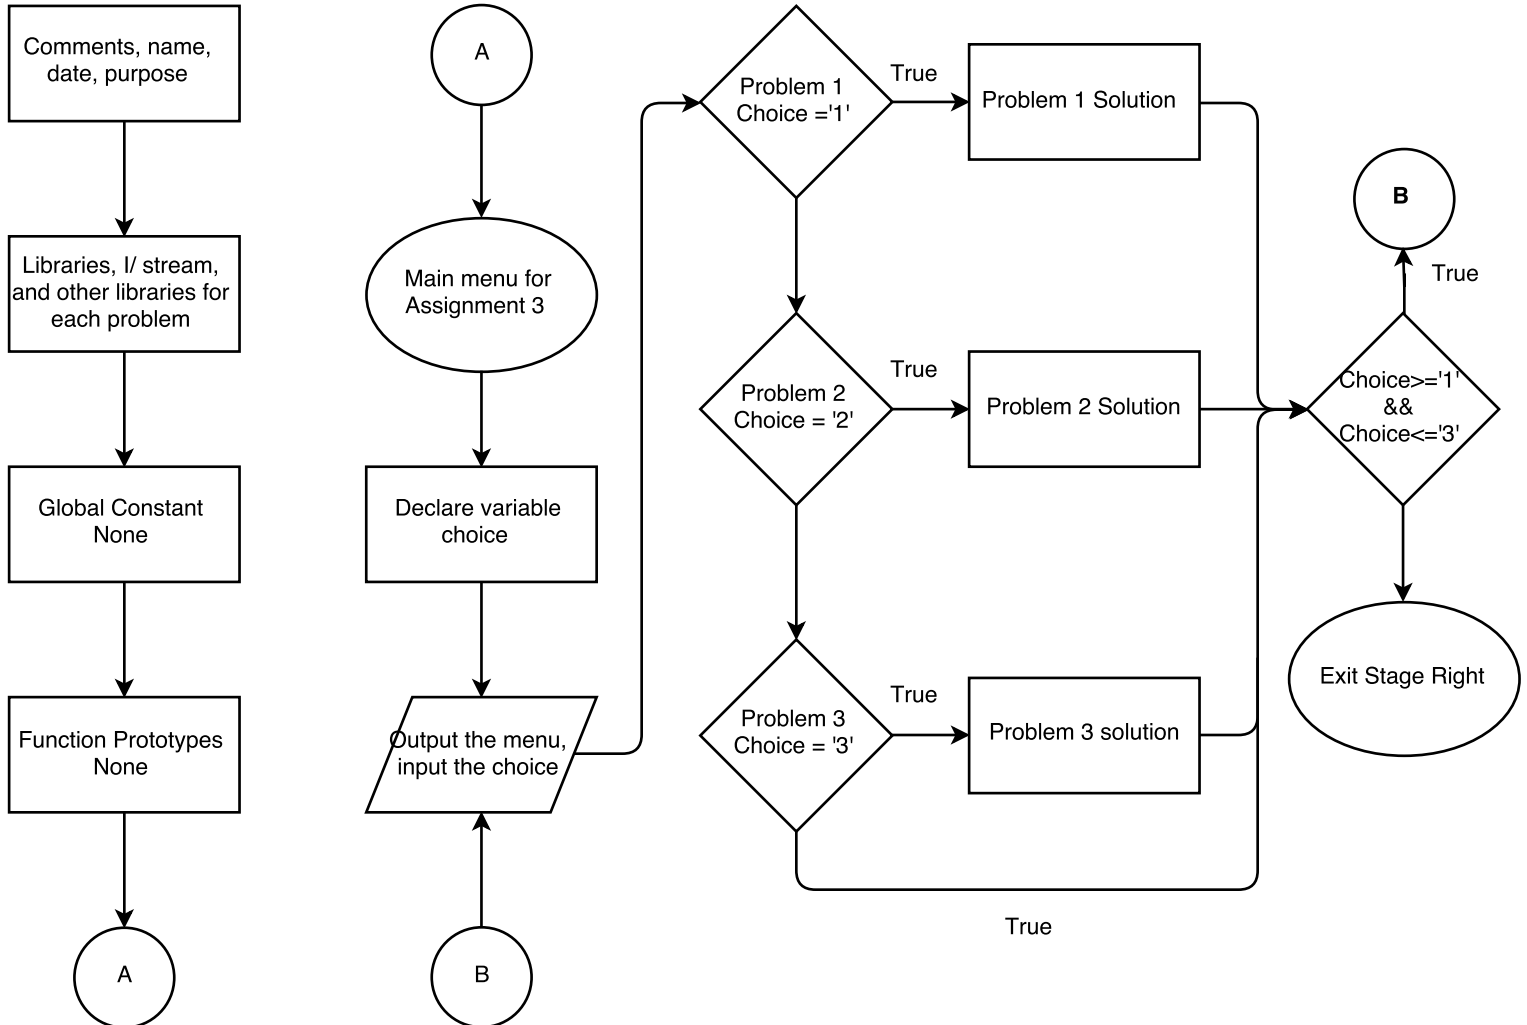 Comments, name,
date, purpose
Libraries, I/ stream,
and other libraries for
each problem
Global Constant
None
Function Prototypes
None
A
A
Main menu for
Assignment 3
Declare variable
choice
Output the menu,
input the choice
B
Problem 1
Choice ='1'
True
Problem 1 Solution
Problem 2
Choice = '2'
True
Problem 2 Solution
Problem 3
Choice = '3'
True
Problem 3 solution
True
B
True
Choice>='1'
&&
Choice<='3'
Exit Stage Right